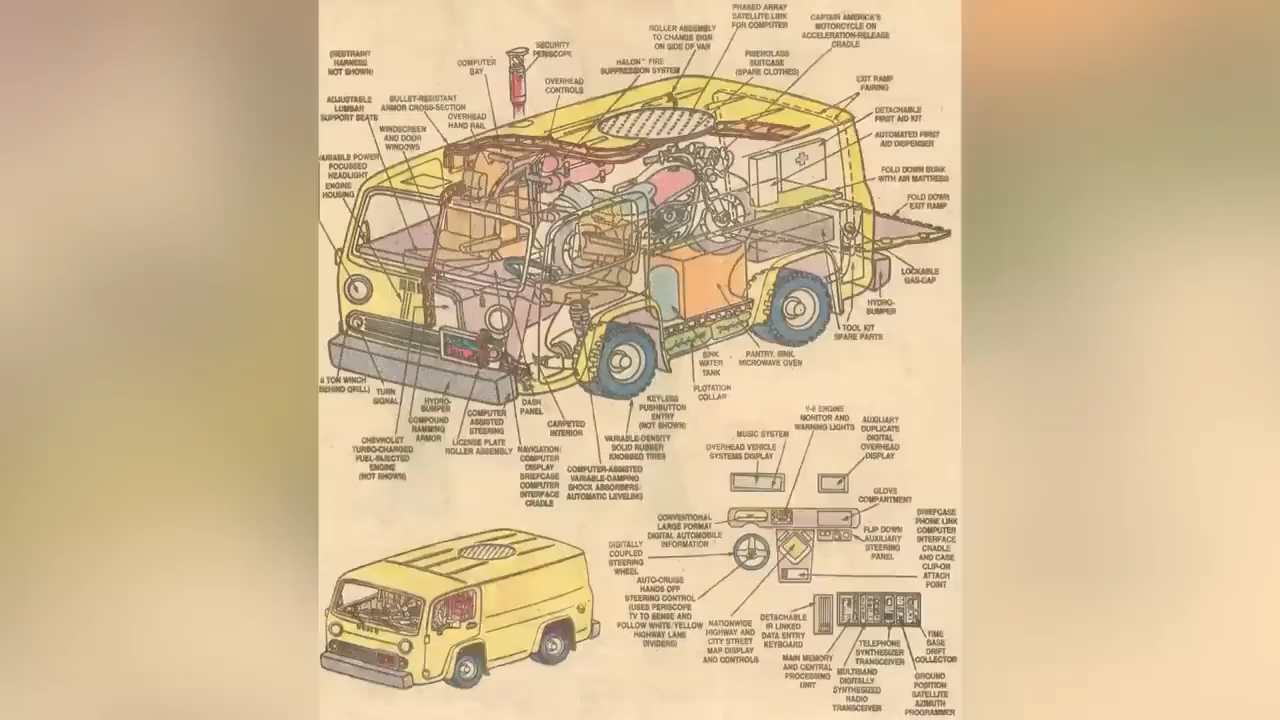 PHASED ARRAY
SATELLITE LINK
FOR COMPUTER
CAPTAIN AMERICA'S
MOTORCYCLE ON
ACCELERATION-RELEASE
CRADLE
ROLLER ASSEMBLY
TO CHANGE SIGN
ON SIDE OF VAN
SECURITY
PERISCOPE
(RESTRAINT
HARNESS
NOT SHOWN)
COMPUTER
BAY
HALON™ FIRE
SUPPRESSION SYSTEM
FIBERGLASS
SUITCASE
(SPARE CLOTHES)
OVERHEAD
CONTROLS
EXIT RAMP
FAIRING
ADJUSTABLE
LUMBAR
SUPPORT SEATS
BULLET-RESISTANT
ARMOR CROSS-SECTION
OVERHEAD
HAND RAIL
DETACHABLE
FIRST AID KIT
WINDSCREEN
AND DOOR
WINDOWS
AUTOMATED FIRST
AID DISPENSER
VARIABLE POWER
FOCUSSED
HEADLIGHT
ENGINE
HOUSING
FOLD DOWN BUNK
WITH AIR MATTRESS
FOLD DOWN
EXIT RAMP
LOCKABLE
GAS-CAP
HYDRO-
BUMPER
TOOL KIT
SPARE PARTS
SINK
WATER
TANK
PANTRY, SINK,
MICROWAVE OVEN
FLOTATION
COLLAR
6 TON WINCH
(BEHIND GRILL)
TURN
SIGNAL
HYDRO-
BUMPER
COMPOUND
RAMMING
ARMOR
COMPUTER
ASSISTED
STEERING
DASH
PANEL
KEYLESS
PUSHBUTTON
ENTRY
(NOT SHOWN)
CARPETED
INTERIOR
CHEVROLET
TURBO-CHARGED
FUEL-INJECTED
ENGINE
(NOT SHOWN)
LICENSE PLATE
ROLLER ASSEMBLY
NAVIGATION
COMPUTER
DISPLAY
BRIEFCASE
COMPUTER
INTERFACE
CRADLE
VARIABLE-DENSITY
SOLID RUBBER
KNOBBED TIRES
COMPUTER-ASSISTED
VARIABLE-DAMPING
SHOCK ABSORBERS/
AUTOMATIC LEVELING
V-6 ENGINE
MONITOR AND
WARNING LIGHTS
AUXILIARY
DUPLICATE
DIGITAL
OVERHEAD
DISPLAY
MUSIC SYSTEM
OVERHEAD VEHICLE
SYSTEMS DISPLAY
GLOVE
COMPARTMENT
CONVENTIONAL
LARGE FORMAT
DIGITAL AUTOMOBILE
INFORMATION
FLIP DOWN
AUXILIARY
STEERING
PANEL
BRIEFCASE
PHONE LINK
COMPUTER
INTERFACE
CRADLE
AND CASE
CLIP-ON
ATTACH
POINT
DIGITALLY
COUPLED
STEERING
WHEEL
AUTO-CRUISE
HANDS OFF
STEERING CONTROL
(USES PERISCOPE
TV TO SENSE AND
FOLLOW WHITE/YELLOW
HIGHWAY LANE
DIVIDERS)
NATIONWIDE
HIGHWAY AND
CITY STREET
MAP DISPLAY
AND CONTROLS
DETACHABLE
IR LINKED
DATA ENTRY
KEYBOARD
MAIN MEMORY
AND CENTRAL
PROCESSING
UNIT
TELEPHONE
SYNTHESIZER
TRANSCEIVER
MULTIBAND
DIGITALLY
SYNTHESIZED
RADIO
TRANSCEIVER
TIME
BASE
DRIFT
COLLECTOR
GROUND
POSITION
SATELLITE
AZIMUTH
PROGRAMMER